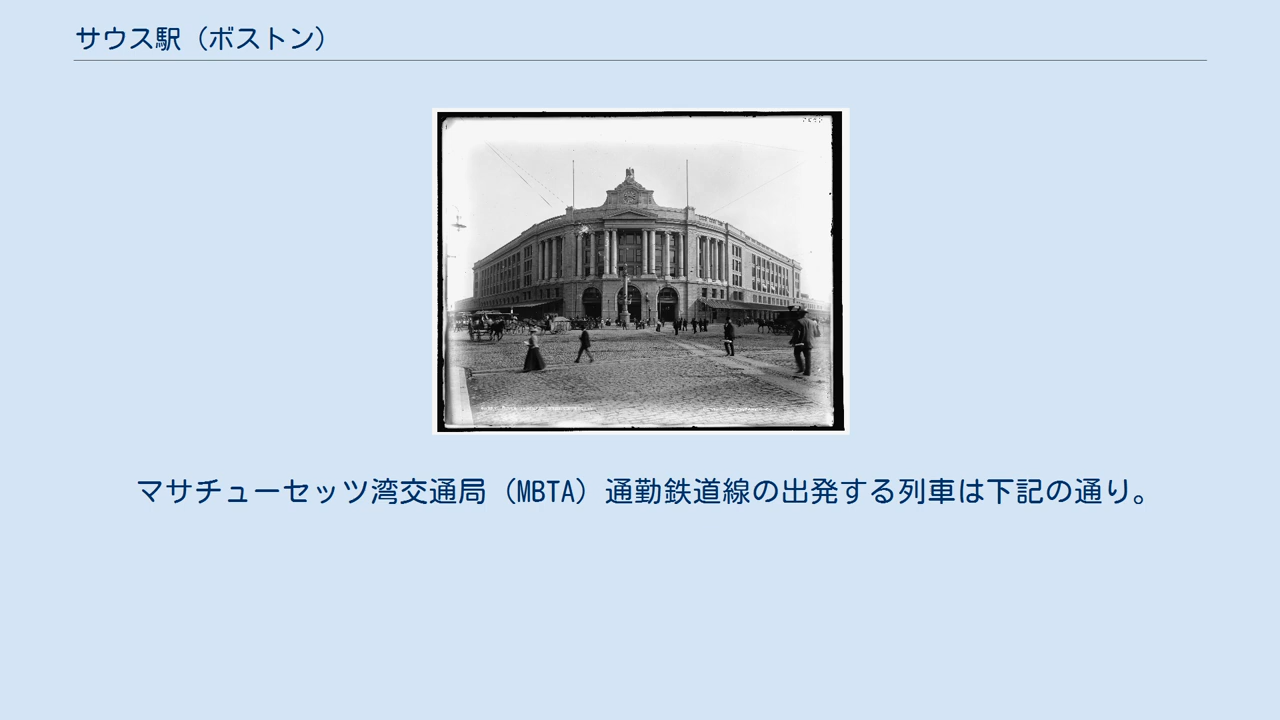 サウス駅（ボストン）
マサチューセッツ湾交通局（MBTA）通勤鉄道線の出発する列車は下記の通り。